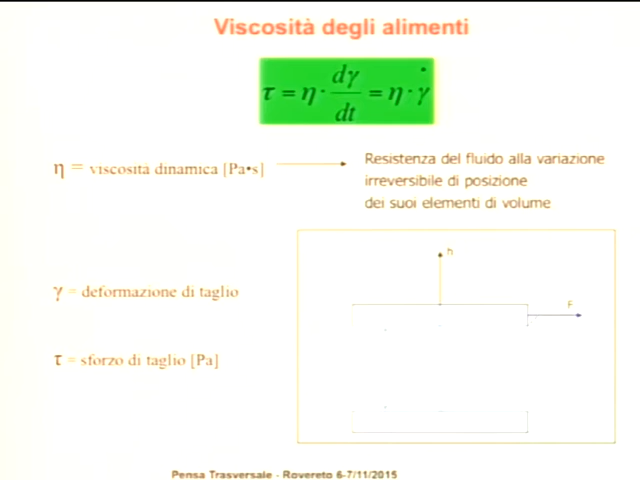 Viscosità degli alimenti
τ = η · dγ/dt = η · γ̇
η = viscosità dinamica [Pa•s]
Resistenza del fluido alla variazione
irreversibile di posizione
dei suoi elementi di volume
h
γ = deformazione di taglio
F
τ = sforzo di taglio [Pa]
Pensa Trasversale - Rovereto 6-7/11/2015